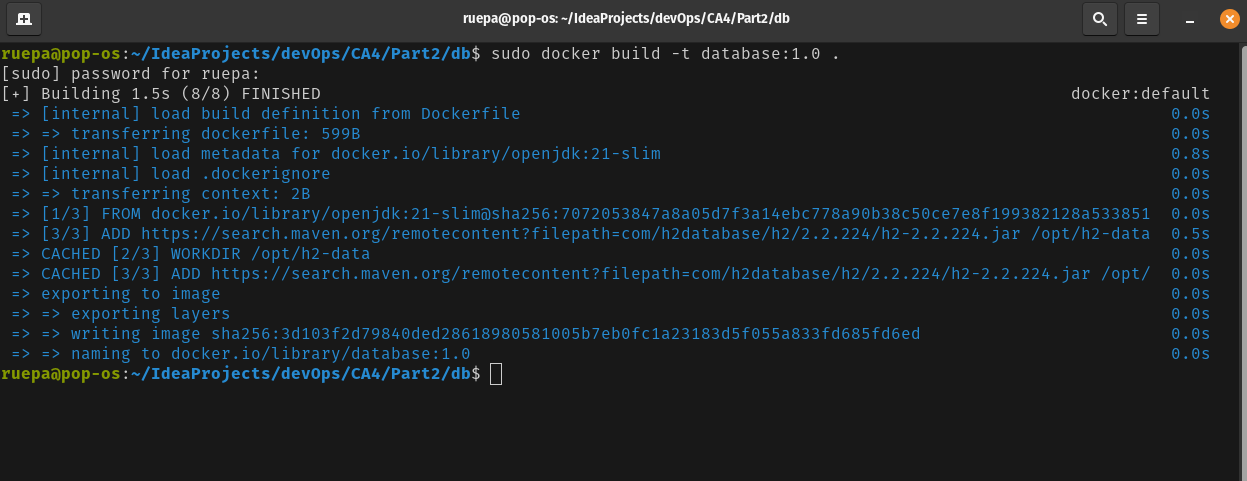 ruepa@pop-os: ~/IdeaProjects/devOps/CA4/Part2/db
ruepa@pop-os:~/IdeaProjects/devOps/CA4/Part2/db$ sudo docker build -t database:1.0 .
[sudo] password for ruepa:
[+] Building 1.5s (8/8) FINISHED docker:default
=> [internal] load build definition from Dockerfile 0.0s
=> => transferring dockerfile: 599B 0.0s
=> [internal] load metadata for docker.io/library/openjdk:21-slim 0.8s
=> [internal] load .dockerignore 0.0s
=> => transferring context: 2B 0.0s
=> [1/3] FROM docker.io/library/openjdk:21-slim@sha256:7072053847a8a05d7f3a14ebc778a90b38c50ce7e8f199382128a533851 0.0s
=> [3/3] ADD https://search.maven.org/remotecontent?filepath=com/h2database/h2/2.2.224/h2-2.2.224.jar /opt/h2-data 0.5s
=> CACHED [2/3] WORKDIR /opt/h2-data 0.0s
=> CACHED [3/3] ADD https://search.maven.org/remotecontent?filepath=com/h2database/h2/2.2.224/h2-2.2.224.jar /opt/ 0.0s
=> exporting to image 0.0s
=> => exporting layers 0.0s
=> => writing image sha256:3d103f2d79840ded28618980581005b7eb0fc1a23183d5f055a833fd685fd6ed 0.0s
=> => naming to docker.io/library/database:1.0 0.0s
ruepa@pop-os:~/IdeaProjects/devOps/CA4/Part2/db$